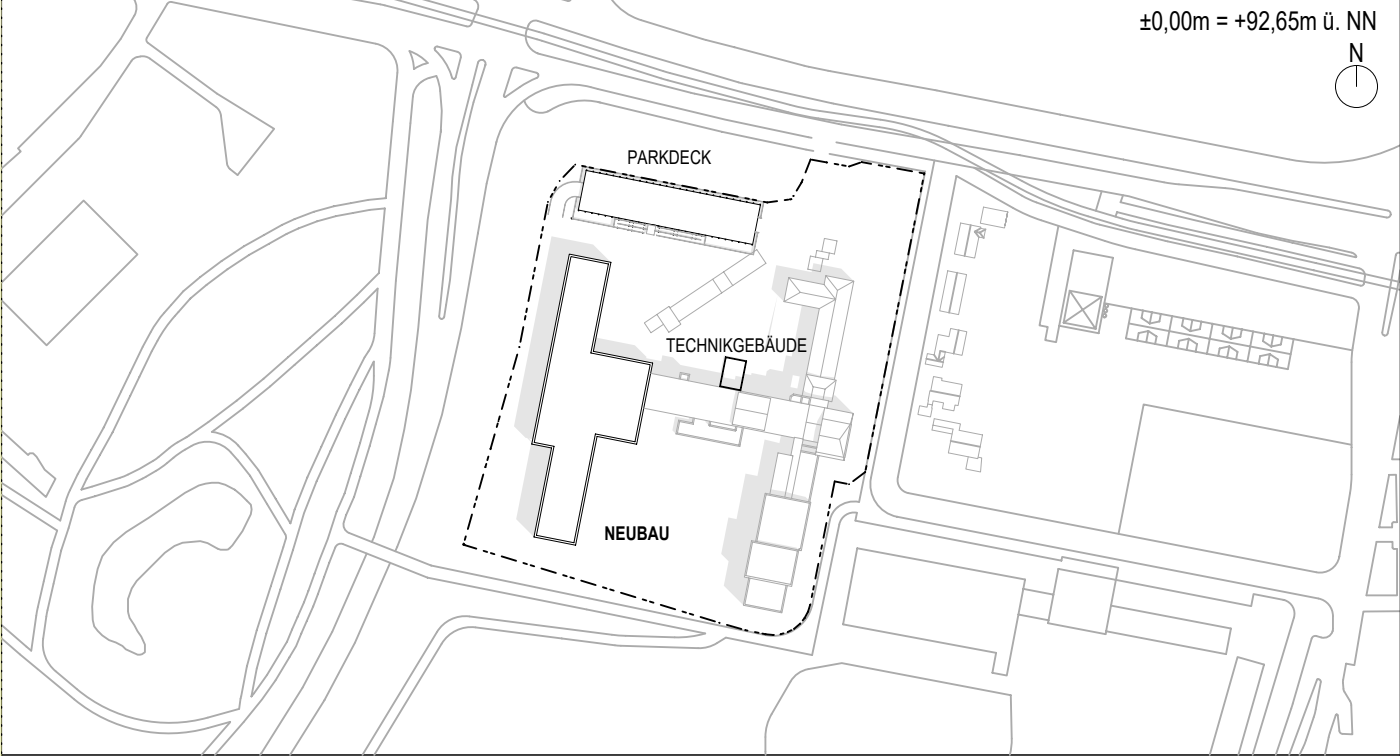 ±0,00m = +92,65m ü. NN
N
PARKDECK
TECHNIKGEBÄUDE
NEUBAU